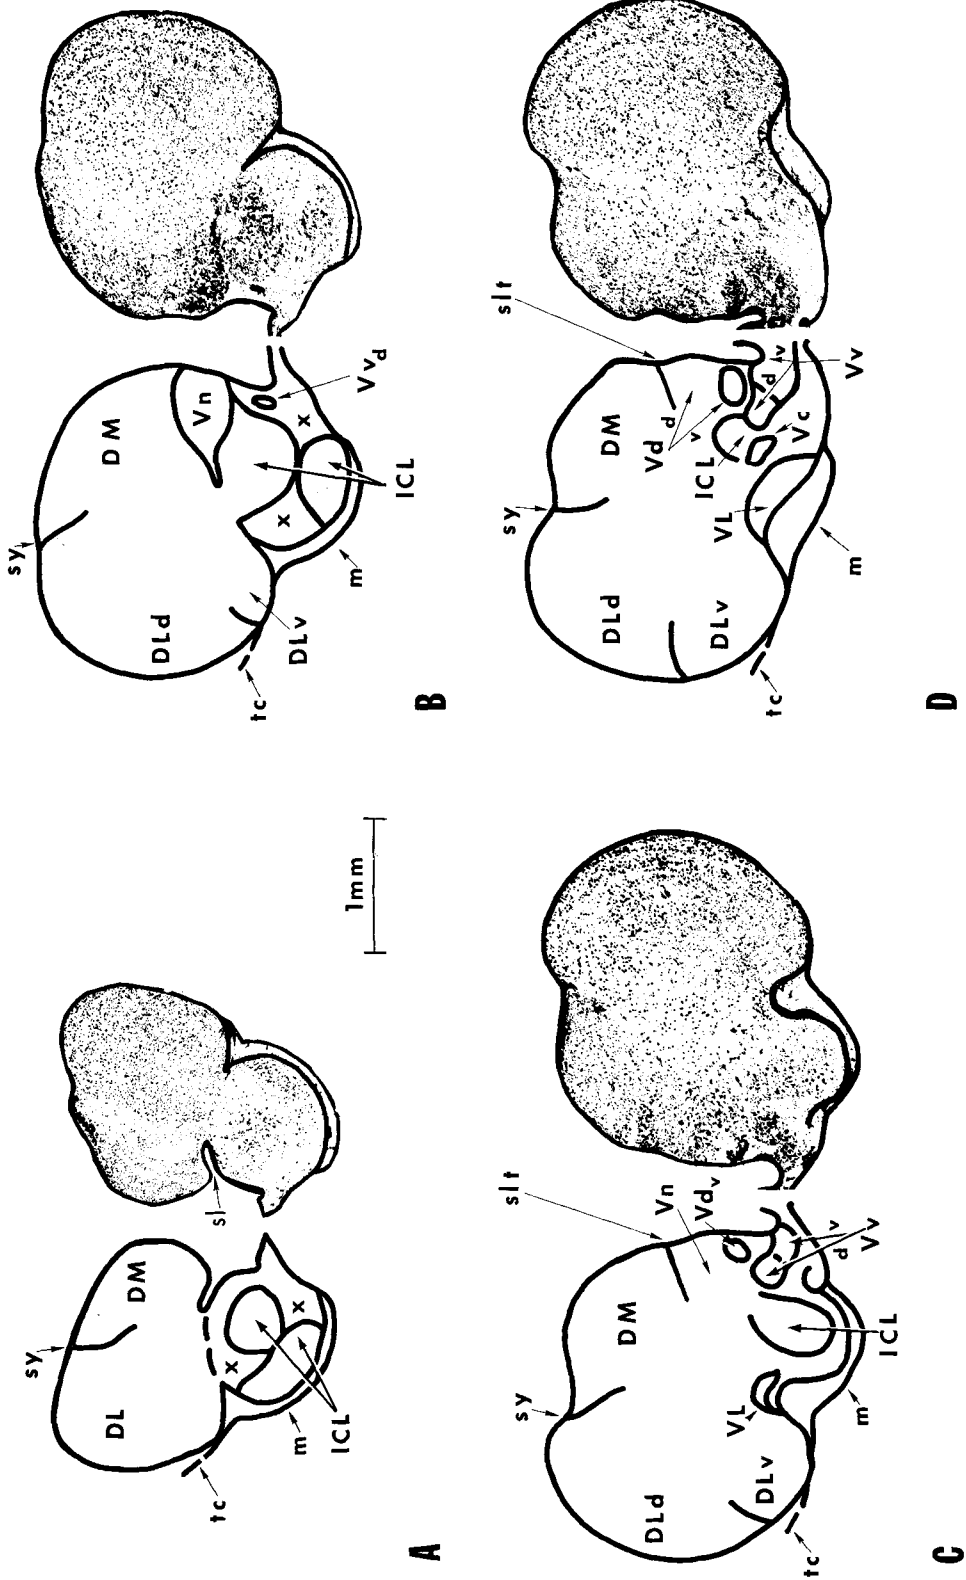 A
sy
DL
DM
sl
x
x
tc
m
ICL
1mm
B
sy
DM
Vn
DLd
x
x
Vvd
tc
DLv
m
ICL
C
sy
DM
slt
Vn
Vdv
DLd
DLv
VL
d v
Vv
tc
m
ICL
D
sy
DM
slt
DLd
Vd d
v
ICL
d v
DLv
VL
Vc
Vv
tc
m